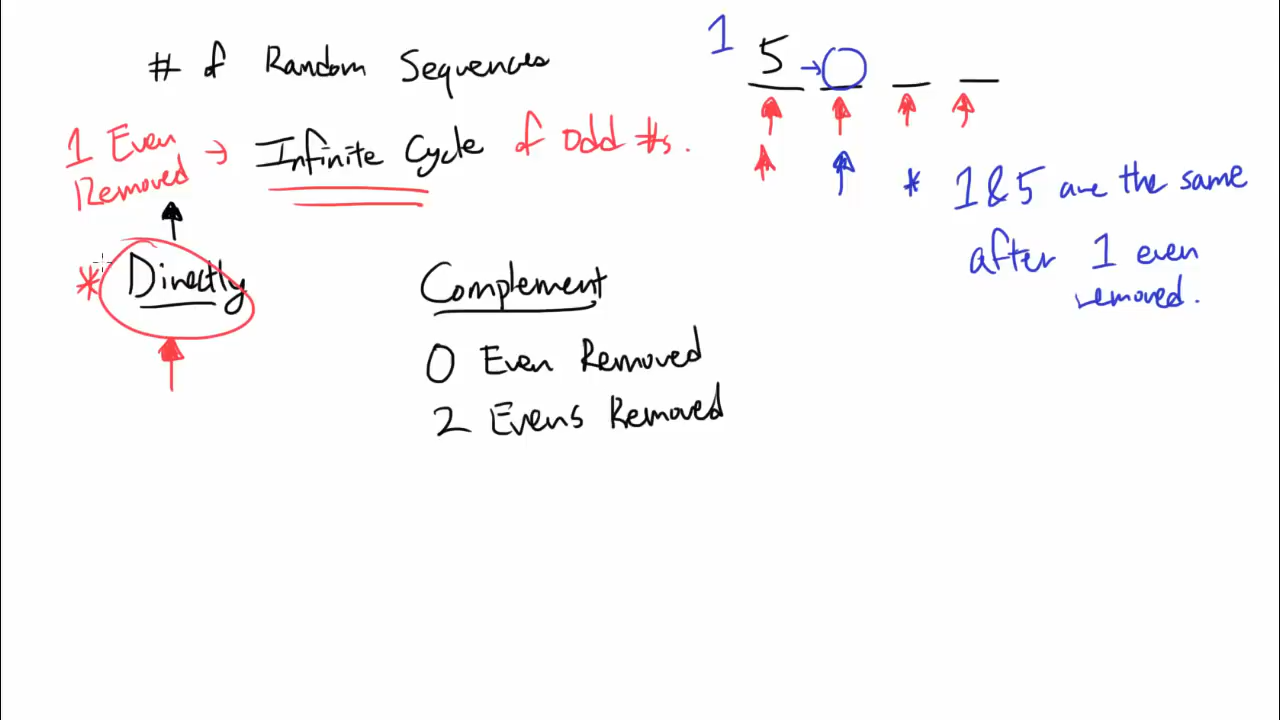 # of Random Sequences
1 Even Removed → Infinite Cycle of odd #s.
* Directly
Complement
0 Even Removed
2 Evens Removed
1 5 →
* 1&5 are the same
after 1 even
removed.